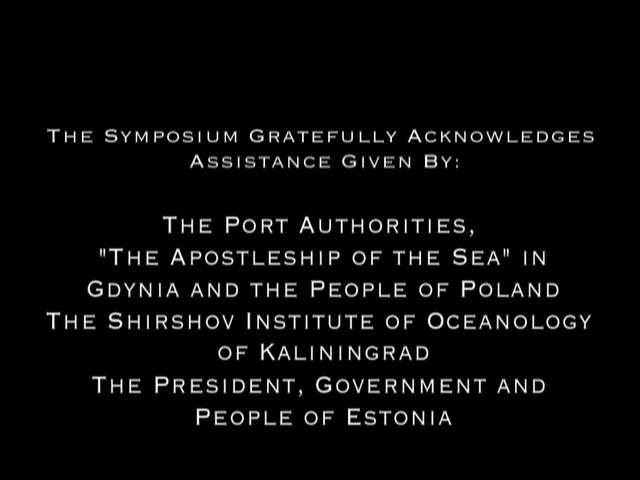 The Symposium Gratefully Acknowledges
Assistance Given By:
The Port Authorities,
"The Apostleship of the Sea" in
Gdynia and the People of Poland
The Shirshov Institute of Oceanology
of Kaliningrad
The President, Government and
People of Estonia